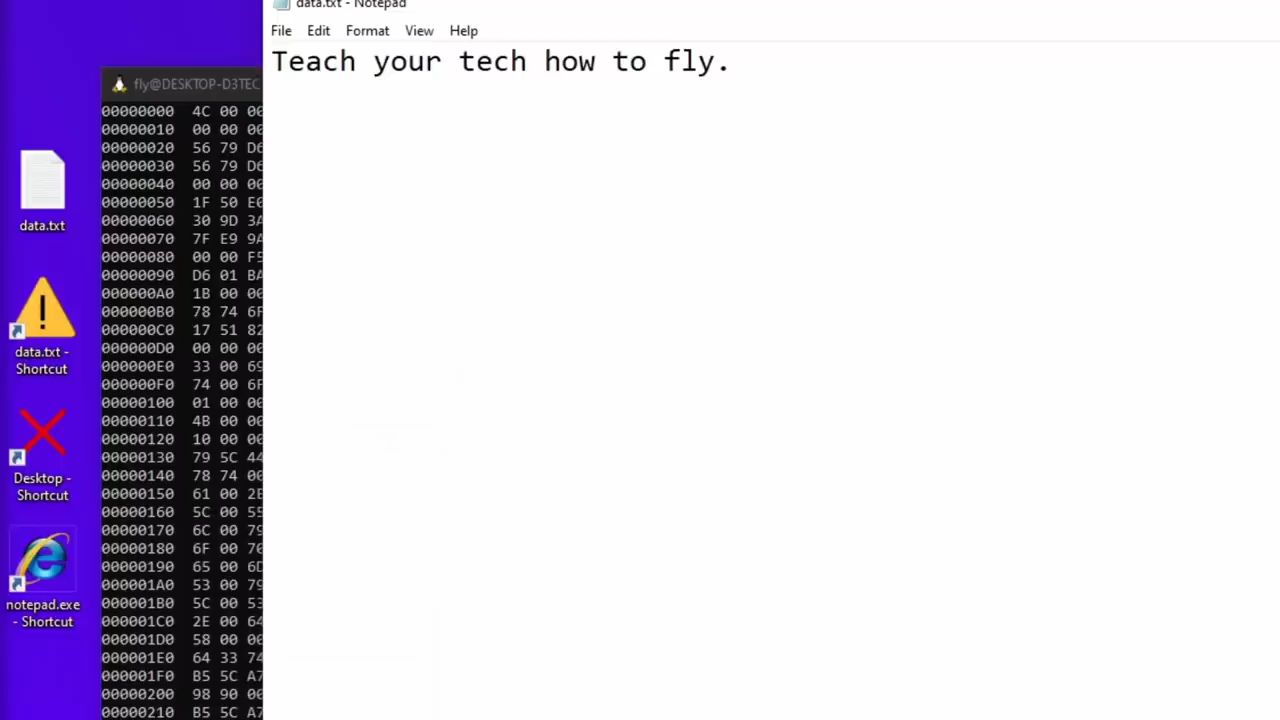 data.txt - Notepad
File Edit Format View Help
Teach your tech how to fly.
fly@DESKTOP-D3TEC
00000000 4C 00 00
00000010 00 00 00
00000020 56 79 D6
00000030 56 79 D6
00000040 00 00 00
00000050 1F 50 E0
00000060 30 9D 3A
00000070 7F E9 9A
00000080 00 00 F5
00000090 D6 01 BA
000000A0 1B 00 00
000000B0 78 74 6F
000000C0 17 51 82
000000D0 00 00 00
000000E0 33 00 69
000000F0 74 00 6F
00000100 01 00 00
00000110 4B 00 00
00000120 10 00 00
00000130 79 5C 44
00000140 78 74 00
00000150 61 00 2E
00000160 5C 00 55
00000170 6C 00 79
00000180 6F 00 70
00000190 65 00 6D
000001A0 53 00 79
000001B0 5C 00 53
000001C0 2E 00 64
000001D0 58 00 00
000001E0 64 33 74
000001F0 B5 5C A7
00000200 98 90 00
00000210 B5 5C A7
data.txt
data.txt -
Shortcut
Desktop -
Shortcut
notepad.exe
- Shortcut